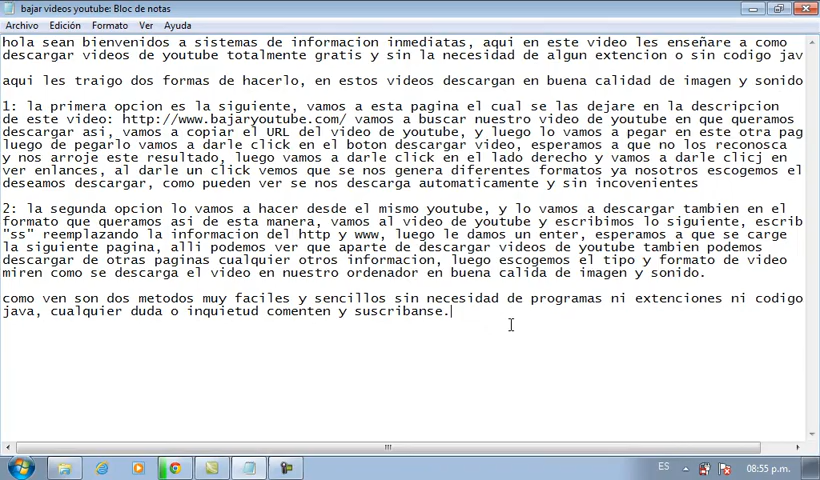 bajar videos youtube: Bloc de notas
Archivo Edición Formato Ver Ayuda
hola sean bienvenidos a sistemas de informacion inmediatas, aqui en este video les enseñare a como
descargar videos de youtube totalmente gratis y sin la necesidad de algun extencion o sin codigo jav
aqui les traigo dos formas de hacerlo, en estos videos descargan en buena calidad de imagen y sonido
1: la primera opcion es la siguiente, vamos a esta pagina el cual se las dejare en la descripcion
de este video: http://www.bajaryoutube.com/ vamos a buscar nuestro video de youtube en que queramos
descargar asi, vamos a copiar el URL del video de youtube, y luego lo vamos a pegar en este otra pag
luego de pegarlo vamos a darle click en el boton descargar video, esperamos a que nos los reconosca
y nos arroje este resultado, luego vamos a darle click en el lado derecho y vamos a darle clicj en
ver enlances, al darle un click vemos que se nos genera diferentes formatos ya nosotros escogemos el
deseamos descargar, como pueden ver se nos descarga automaticamente y sin incovenientes
2: la segunda opcion lo vamos a hacer desde el mismo youtube, y lo vamos a descargar tambien en el
formato que queramos asi de esta manera, vamos al video de youtube y escribimos lo siguiente, escrib
"ss" reemplazando la informacion del http y www, luego le damos un enter, esperamos a que se carge
la siguiente pagina, alli podemos ver que aparte de descargar videos de youtube tambien podemos
descargar de otras paginas cualquier otros informacion, luego escogemos el tipo y formato de video
miren como se descarga el video en nuestro ordenador en buena calida de imagen y sonido.
como ven son dos metodos muy faciles y sencillos sin necesidad de programas ni extenciones ni codigo
java, cualquier duda o inquietud comenten y suscribanse.
ES 08:55 p.m.